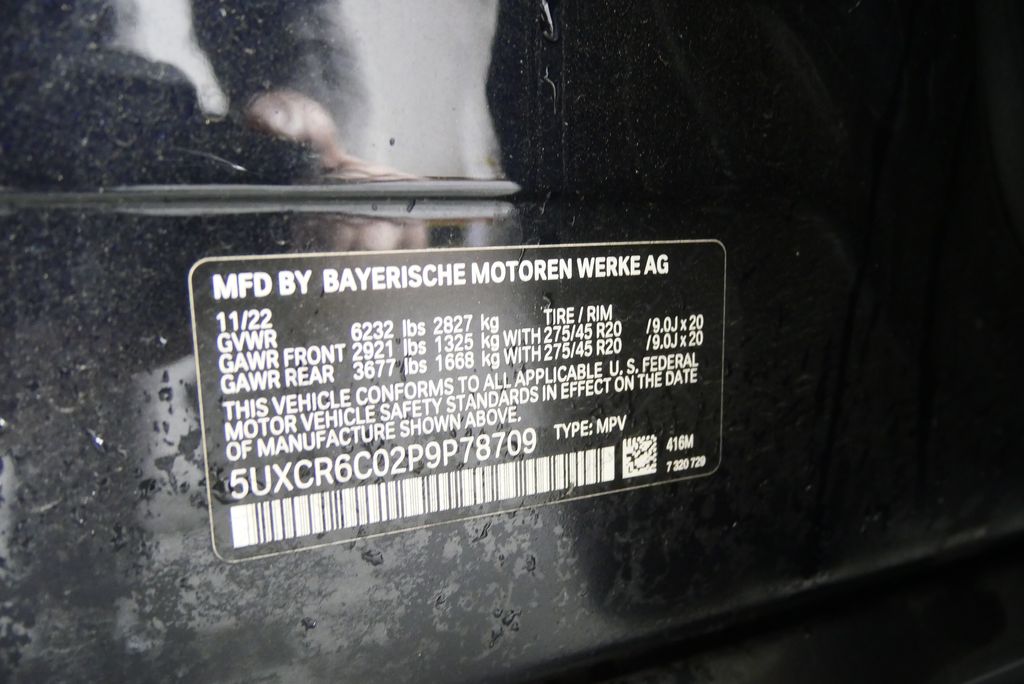 MFD BY BAYERISCHE MOTOREN WERKE AG
11/22 TIRE / RIM
GVWR 6232 lbs 2827 kg
GAWR FRONT 2921 lbs 1325 kg WITH 275/45 R20 /9.0J x 20
GAWR REAR 3677 lbs 1668 kg WITH 275/45 R20 /9.0J x 20
THIS VEHICLE CONFORMS TO ALL APPLICABLE U. S. FEDERAL
MOTOR VEHICLE SAFETY STANDARDS IN EFFECT ON THE DATE
OF MANUFACTURE SHOWN ABOVE.
5UXCR6C02P9P78709 TYPE: MPV
416M
7 320 729